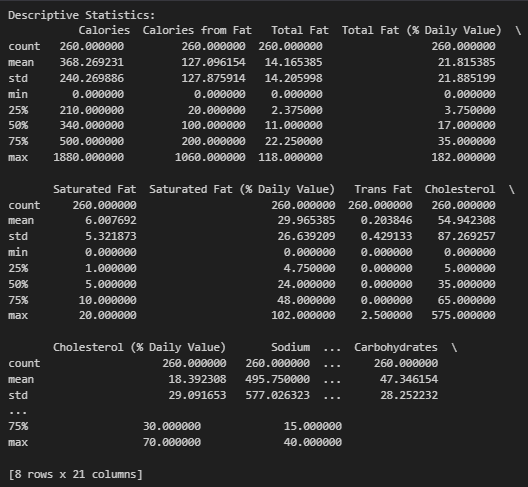 Descriptive Statistics:
Calories Calories from Fat Total Fat Total Fat (% Daily Value) \
count 260.000000 260.000000 260.000000 260.000000
mean 368.269231 127.096154 14.165385 21.815385
std 240.269886 127.875914 14.205998 21.885199
min 0.000000 0.000000 0.000000 0.000000
25% 210.000000 20.000000 2.375000 3.750000
50% 340.000000 100.000000 11.000000 17.000000
75% 500.000000 200.000000 22.250000 35.000000
max 1880.000000 1060.000000 118.000000 182.000000
Saturated Fat Saturated Fat (% Daily Value) Trans Fat Cholesterol \
count 260.000000 260.000000 260.000000 260.000000
mean 6.007692 29.965385 0.203846 54.942308
std 5.321873 26.639209 0.429133 87.269257
min 0.000000 0.000000 0.000000 0.000000
25% 1.000000 4.750000 0.000000 5.000000
50% 5.000000 24.000000 0.000000 35.000000
75% 10.000000 48.000000 0.000000 65.000000
max 20.000000 102.000000 2.500000 575.000000
Cholesterol (% Daily Value) Sodium ... Carbohydrates \
count 260.000000 260.000000 ... 260.000000
mean 18.392308 495.750000 ... 47.346154
std 29.091653 577.026323 ... 28.252232
...
75% 30.000000 15.000000
max 70.000000 40.000000
[8 rows x 21 columns]